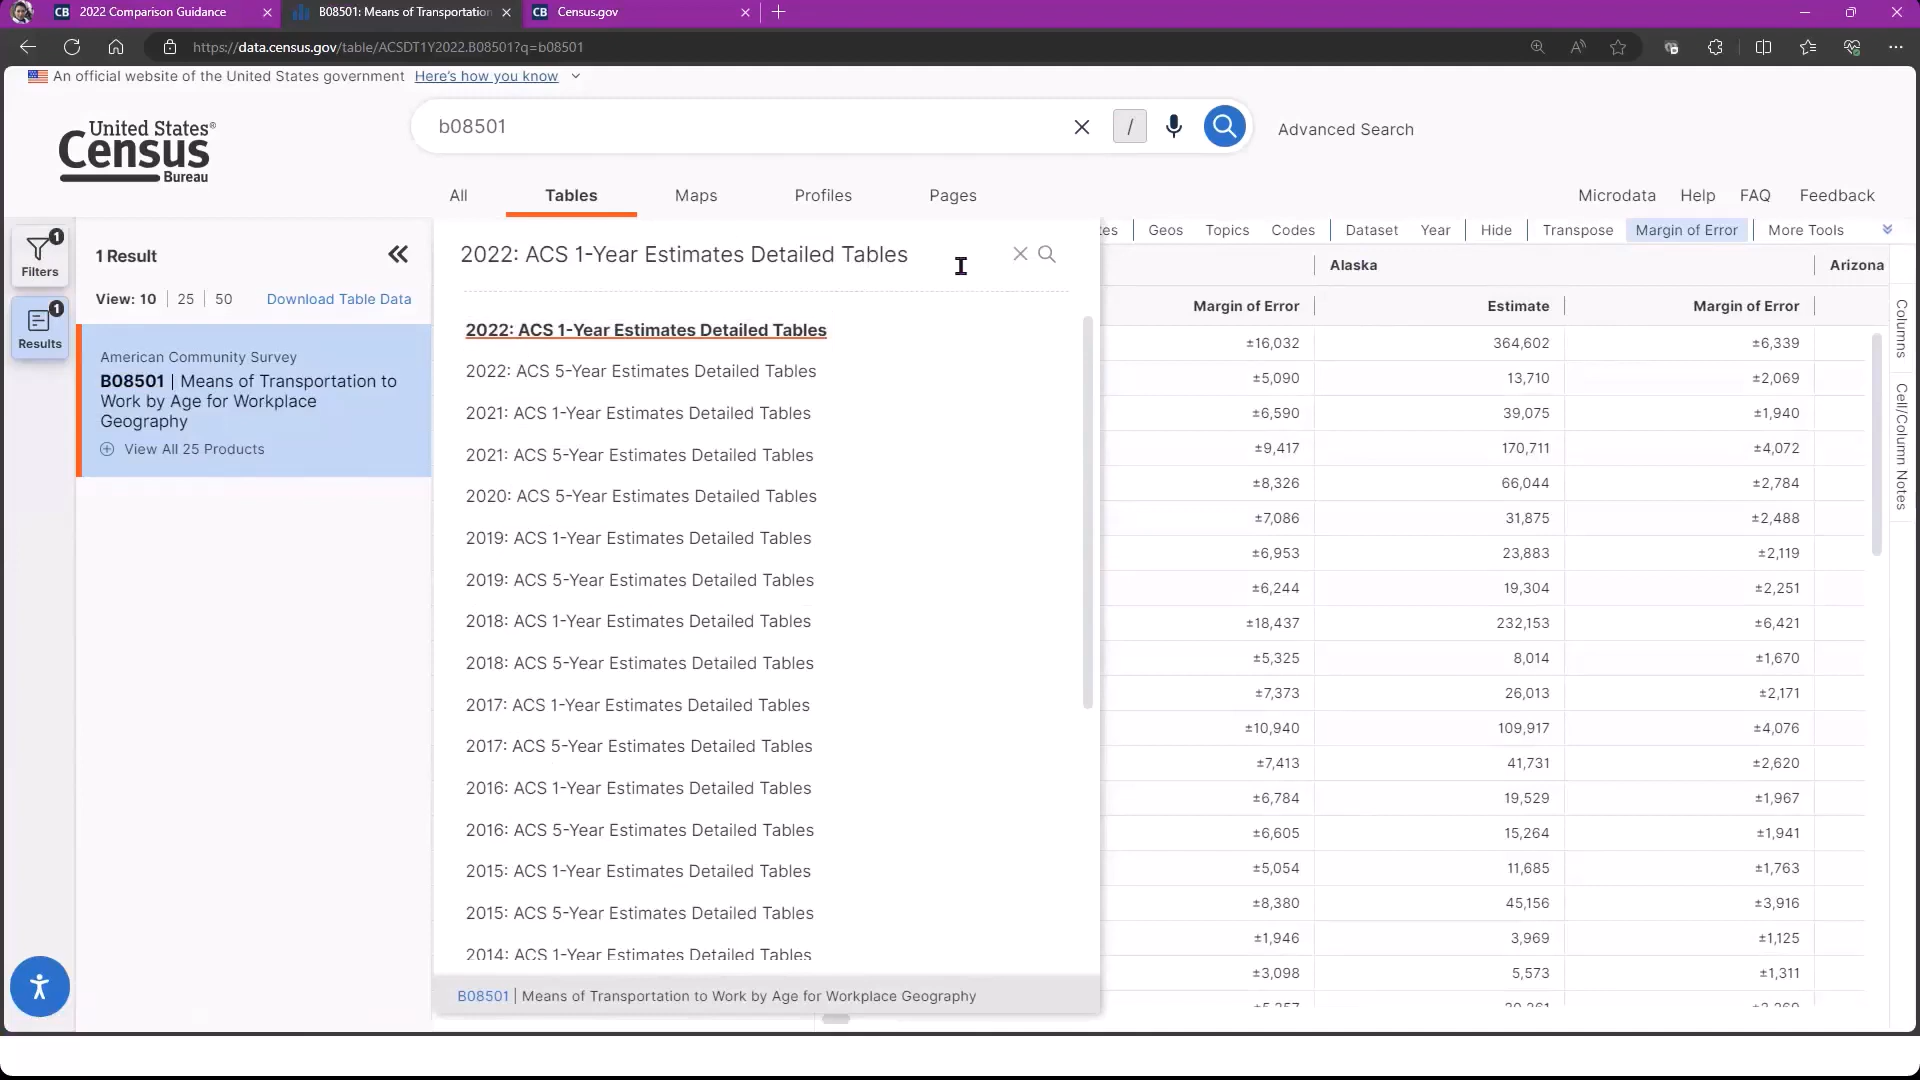 2022 Comparison Guidance
B08501: Means of Transportation
Census.gov
https://data.census.gov/table/ACSDT1Y2022.B08501?q=b08501
An official website of the United States government Here's how you know
United States®
Census
Bureau
b08501
/
Advanced Search
All Tables Maps Profiles Pages
Microdata Help FAQ Feedback
1
Filters
1
Results
1 Result
View: 10 25 50 Download Table Data
American Community Survey
B08501 | Means of Transportation to
Work by Age for Workplace
Geography
View All 25 Products
2022: ACS 1-Year Estimates Detailed Tables
2022: ACS 1-Year Estimates Detailed Tables
2022: ACS 5-Year Estimates Detailed Tables
2021: ACS 1-Year Estimates Detailed Tables
2021: ACS 5-Year Estimates Detailed Tables
2020: ACS 5-Year Estimates Detailed Tables
2019: ACS 1-Year Estimates Detailed Tables
2019: ACS 5-Year Estimates Detailed Tables
2018: ACS 1-Year Estimates Detailed Tables
2018: ACS 5-Year Estimates Detailed Tables
2017: ACS 1-Year Estimates Detailed Tables
2017: ACS 5-Year Estimates Detailed Tables
2016: ACS 1-Year Estimates Detailed Tables
2016: ACS 5-Year Estimates Detailed Tables
2015: ACS 1-Year Estimates Detailed Tables
2015: ACS 5-Year Estimates Detailed Tables
2014: ACS 1-Year Estimates Detailed Tables
B08501 | Means of Transportation to Work by Age for Workplace Geography
tes Geos Topics Codes Dataset Year Hide Transpose Margin of Error More Tools
Alaska Arizona
Margin of Error Estimate Margin of Error
±16,032 364,602 ±6,339
±5,090 13,710 ±2,069
±6,590 39,075 ±1,940
±9,417 170,711 ±4,072
±8,326 66,044 ±2,784
±7,086 31,875 ±2,488
±6,953 23,883 ±2,119
±6,244 19,304 ±2,251
±18,437 232,153 ±6,421
±5,325 8,014 ±1,670
±7,373 26,013 ±2,171
±10,940 109,917 ±4,076
±7,413 41,731 ±2,620
±6,784 19,529 ±1,967
±6,605 15,264 ±1,941
±5,054 11,685 ±1,763
±8,380 45,156 ±3,916
±1,946 3,969 ±1,125
±3,098 5,573 ±1,311
Columns
Cell/Column Notes